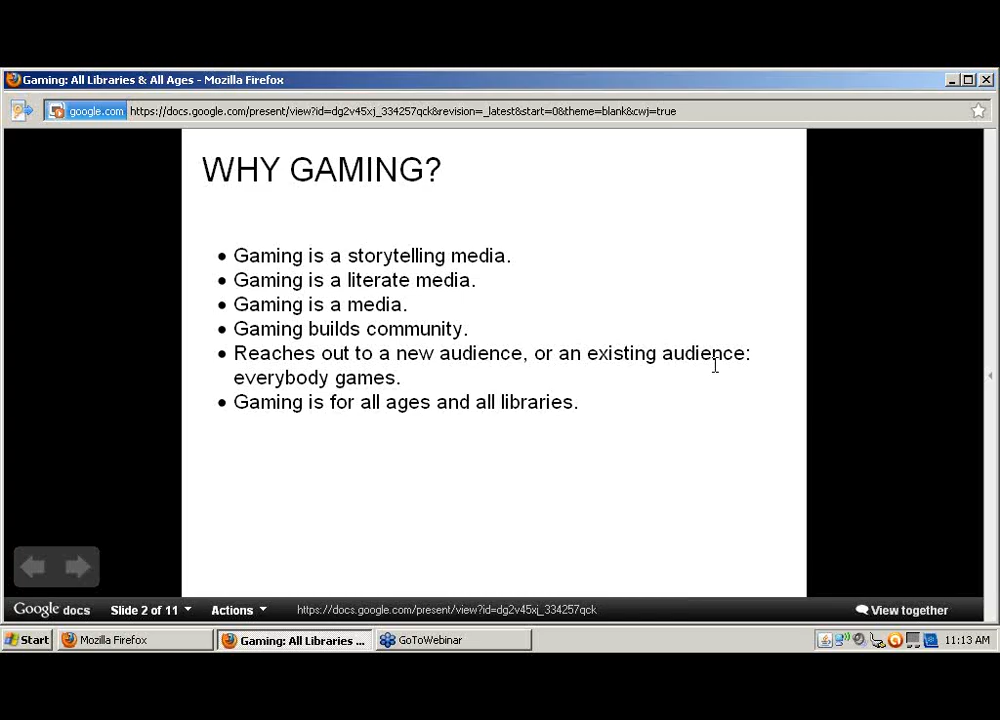 Gaming: All Libraries & All Ages - Mozilla Firefox
google.com https://docs.google.com/present/view?id=dg2v45xj_334257qck&revision=_latest&start=0&theme=blank&cwj=true
WHY GAMING?
• Gaming is a storytelling media.
• Gaming is a literate media.
• Gaming is a media.
• Gaming builds community.
• Reaches out to a new audience, or an existing audience:
everybody games.
• Gaming is for all ages and all libraries.
Google docs Slide 2 of 11 Actions https://docs.google.com/present/view?id=dg2v45xj_334257qck View together
Start Mozilla Firefox Gaming: All Libraries ... GoToWebinar 11:13 AM